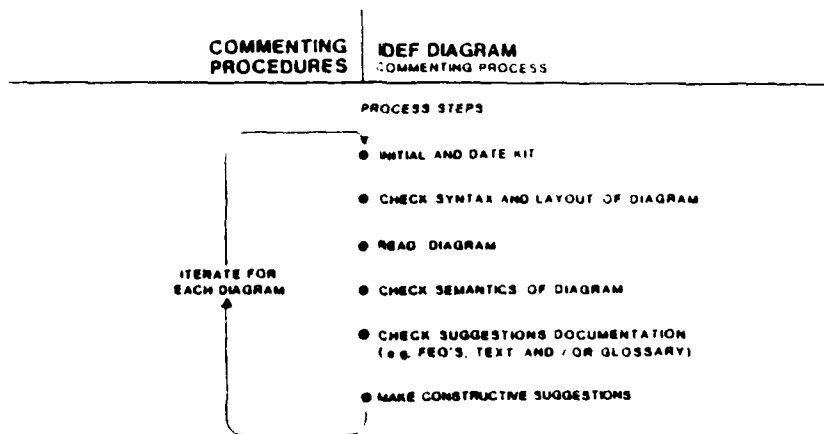 COMMENTING
PROCEDURES
IDEF DIAGRAM
COMMENTING PROCESS
PROCESS STEPS
● INITIAL AND DATE KIT
● CHECK SYNTAX AND LAYOUT OF DIAGRAM
● READ DIAGRAM
ITERATE FOR
EACH DIAGRAM
● CHECK SEMANTICS OF DIAGRAM
● CHECK SUGGESTIONS DOCUMENTATION
(e.g. FEO'S, TEXT AND / OR GLOSSARY)
● MAKE CONSTRUCTIVE SUGGESTIONS